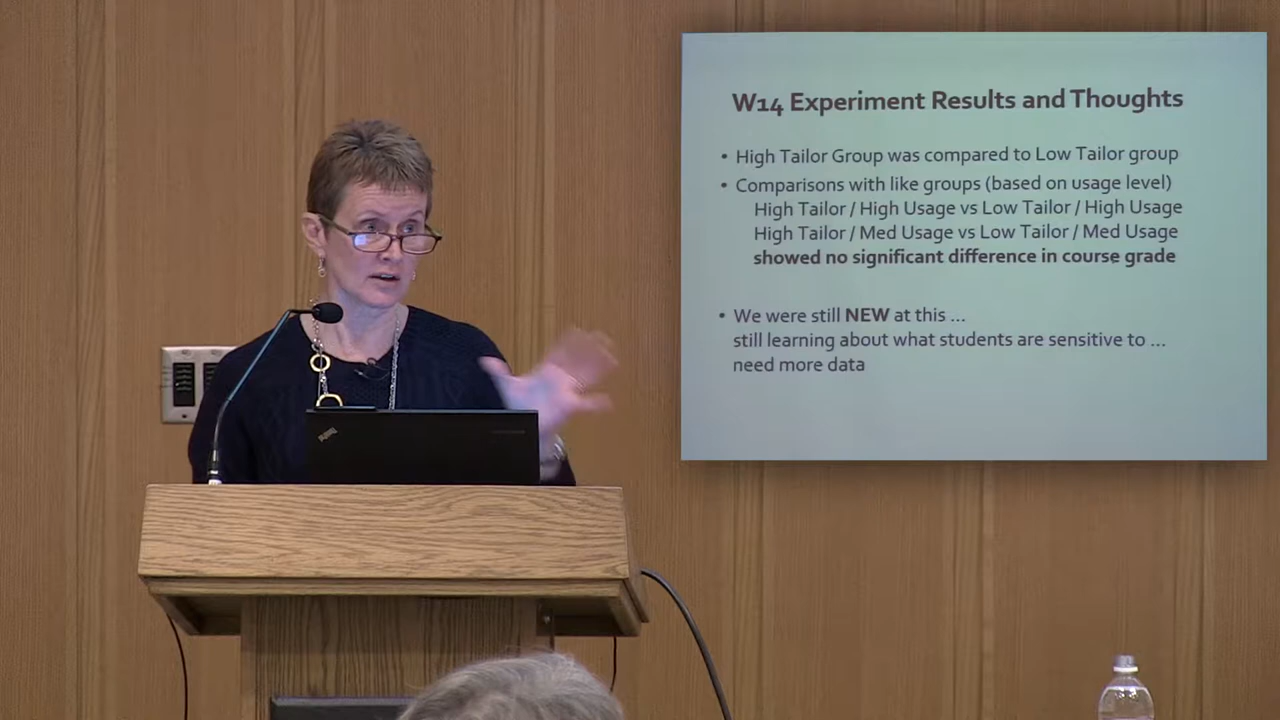 W14 Experiment Results and Thoughts
• High Tailor Group was compared to Low Tailor group
• Comparisons with like groups (based on usage level)
High Tailor / High Usage vs Low Tailor / High Usage
High Tailor / Med Usage vs Low Tailor / Med Usage
showed no significant difference in course grade
• We were still NEW at this ...
still learning about what students are sensitive to ...
need more data